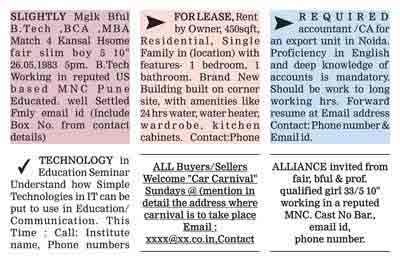 SLIGHTLY Mglk Bful
B.Tech ,BCA ,MBA
Match 4 Kansal Hsome
fair slim boy 5 10"
26,05,1983 5pm. B.Tech
Working in reputed US
based MNC Pune
Educated. well Settled
Fmly email id (Include
Box No. from contact
details)
FOR LEASE, Rent
by Owner, 450sqft,
Residential, Single
Family in (location) with
features- 1 bedroom, 1
bathroom. Brand New
Building built on corner
site, with amenities like
24 hrs water, water heater,
wardrobe, kitchen
cabinets. Contact:Phone
REQUIRED
accountant /CA for
an export unit in Noida.
Proficiency in English
and deep knowledge of
accounts is mandatory.
Should be work to long
working hrs. Forward
resume at Email address
Contact: Phone number &
Email id.
TECHNOLOGY in
Education Seminar
Understand how Simple
Technologies in IT can be
put to use in Education/
Communication. This
Time : Call: Institute
name, Phone numbers
ALL Buyers/Sellers
Welcome "Car Carnival"
Sundays @ (mention in
detail the address where
carnival is to take place
Email :
xxxx@xx.co.in,Contact
ALLIANCE invited from
fair, bful & prof.
qualified girl 33/5 10"
working in a reputed
MNC. Cast No Bar.,
email id,
phone number.